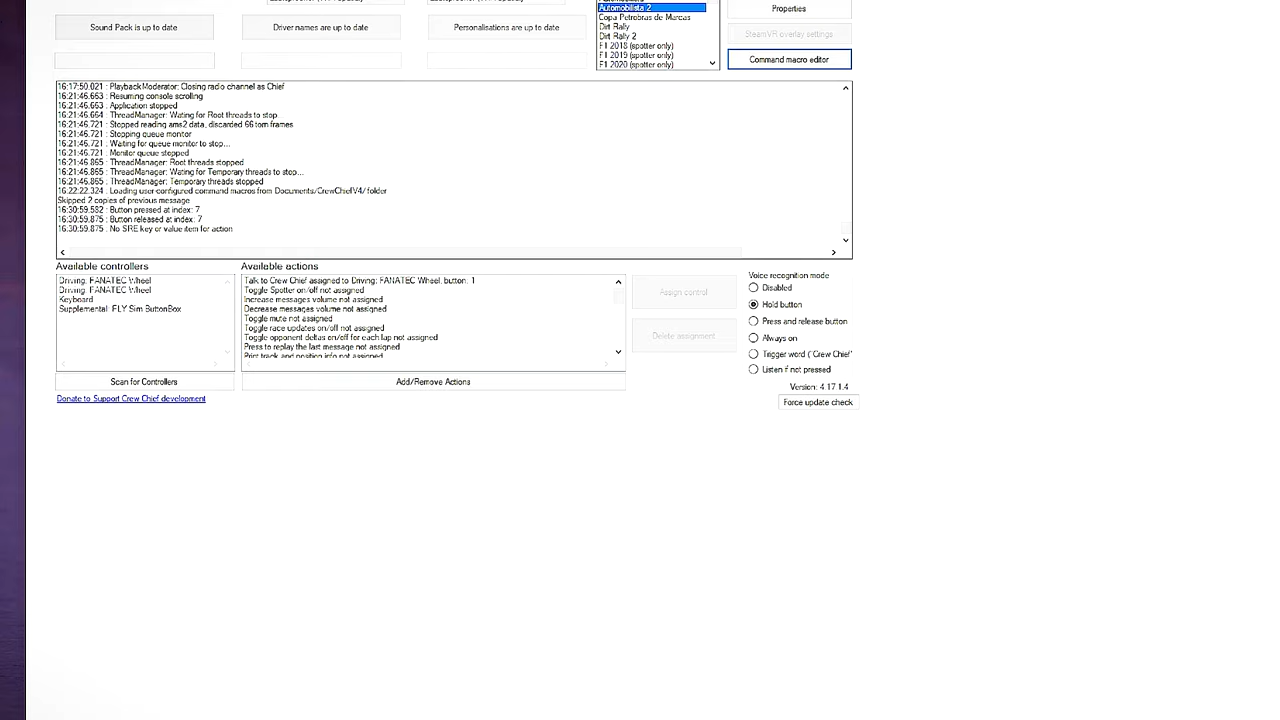 Automobilista 2
Properties
Sound Pack is up to date
Driver names are up to date
Personalisations are up to date
Copa Petrobras de Marcas
Dirt Rally
Dirt Rally 2
F1 2018 (spotter only)
F1 2019 (spotter only)
F1 2020 (spotter only)
SteamVR overlay settings
Command macro editor
16:17:50.021 : PlaybackModerator: Closing radio channel as Chief
16:21:46.663 : Resuming console scrolling
16:21:46.663 : Application stopped
16:21:46.664 : ThreadManager: Wating for Root threads to stop...
16:21:46.721 : Stopped reading ams2 data, discarded 66 torn frames
16:21:46.721 : Stopping queue monitor
16:21:46.721 : Waiting for queue monitor to stop...
16:21:46.721 : Monitor queue stopped
16:21:46.865 : ThreadManager: Root threads stopped
16:21:46.865 : ThreadManager: Waiting for Temporary threads to stop...
16:21:46.865 : ThreadManager: Temporary threads stopped
16:22:22.324 : Loading user-configured command macros from Documents/CrewChiefV4/ folder
Skipped 2 copies of previous message
16:30:59.582 : Button pressed at index: 7
16:30:59.875 : Button released at index: 7
16:30:59.875 : No SRE key or value item for action
Available controllers
Driving: FANATEC Wheel
Driving: FANATEC Wheel
Keyboard
Supplemental: FLY Sim ButtonBox
Scan for Controllers
Donate to Support Crew Chief development
Available actions
Talk to Crew Chief assigned to Driving: FANATEC Wheel, button: 1
Toggle Spotter on/off not assigned
Increase messages volume not assigned
Decrease messages volume not assigned
Toggle mute not assigned
Toggle race updates on/off not assigned
Toggle opponent deltas on/off for each lap not assigned
Press to replay the last message not assigned
Print track and position info not assigned
Add/Remove Actions
Assign control
Delete assignment
Voice recognition mode
Disabled
Hold button
Press and release button
Always on
Trigger word ("Crew Chief"
Listen if not pressed
Version: 4.17.1.4
Force update check